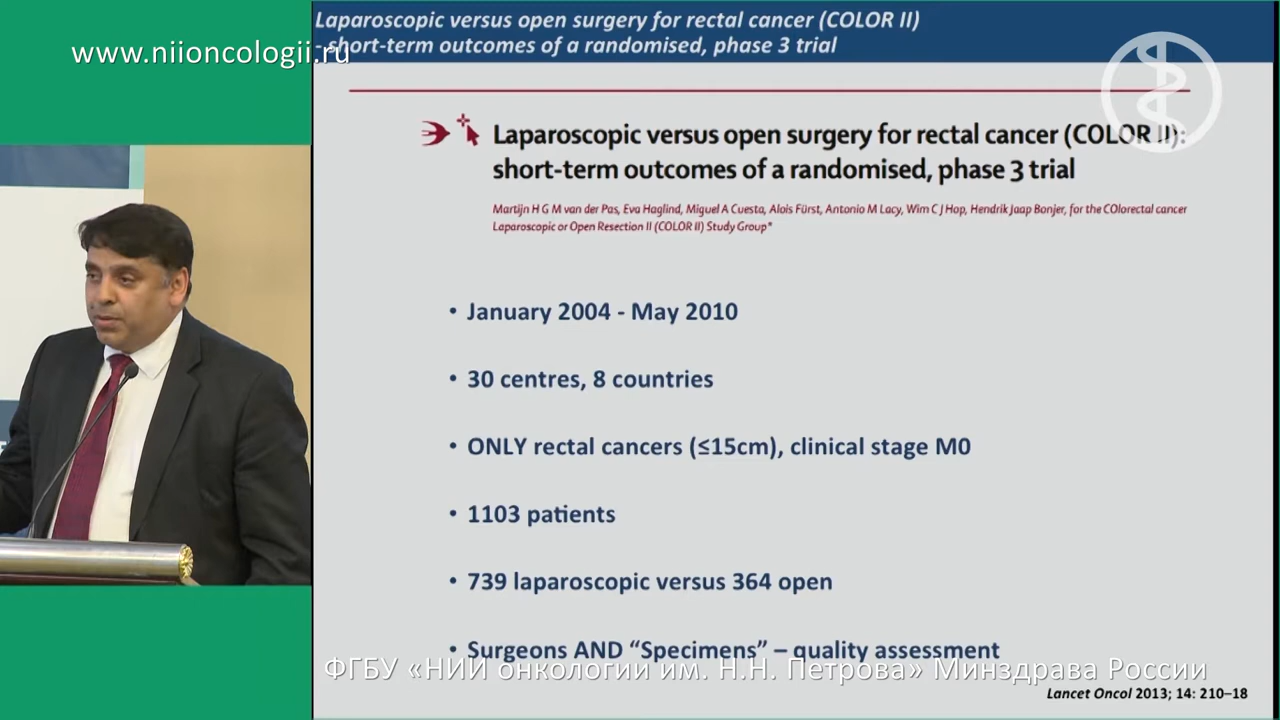 Laparoscopic versus open surgery for rectal cancer (COLOR II)
- short-term outcomes of a randomised, phase 3 trial
www.niioncologii.ru
Laparoscopic versus open surgery for rectal cancer (COLOR II):
short-term outcomes of a randomised, phase 3 trial
Martijn H G M van der Pas, Eva Haglind, Miguel A Cuesta, Alois Fürst, Antonio M Lacy, Wim C J Hop, Hendrik Jaap Bonjer, for the COlorectal cancer
Laparoscopic or Open Resection II (COLOR II) Study Group*
• January 2004 - May 2010
• 30 centres, 8 countries
• ONLY rectal cancers (≤15cm), clinical stage M0
• 1103 patients
• 739 laparoscopic versus 364 open
• Surgeons AND “Specimens” – quality assessment
ФГБУ «НИИ онкологии им. Н.Н. Петрова» Минздрава России
Lancet Oncol 2013; 14: 210–18